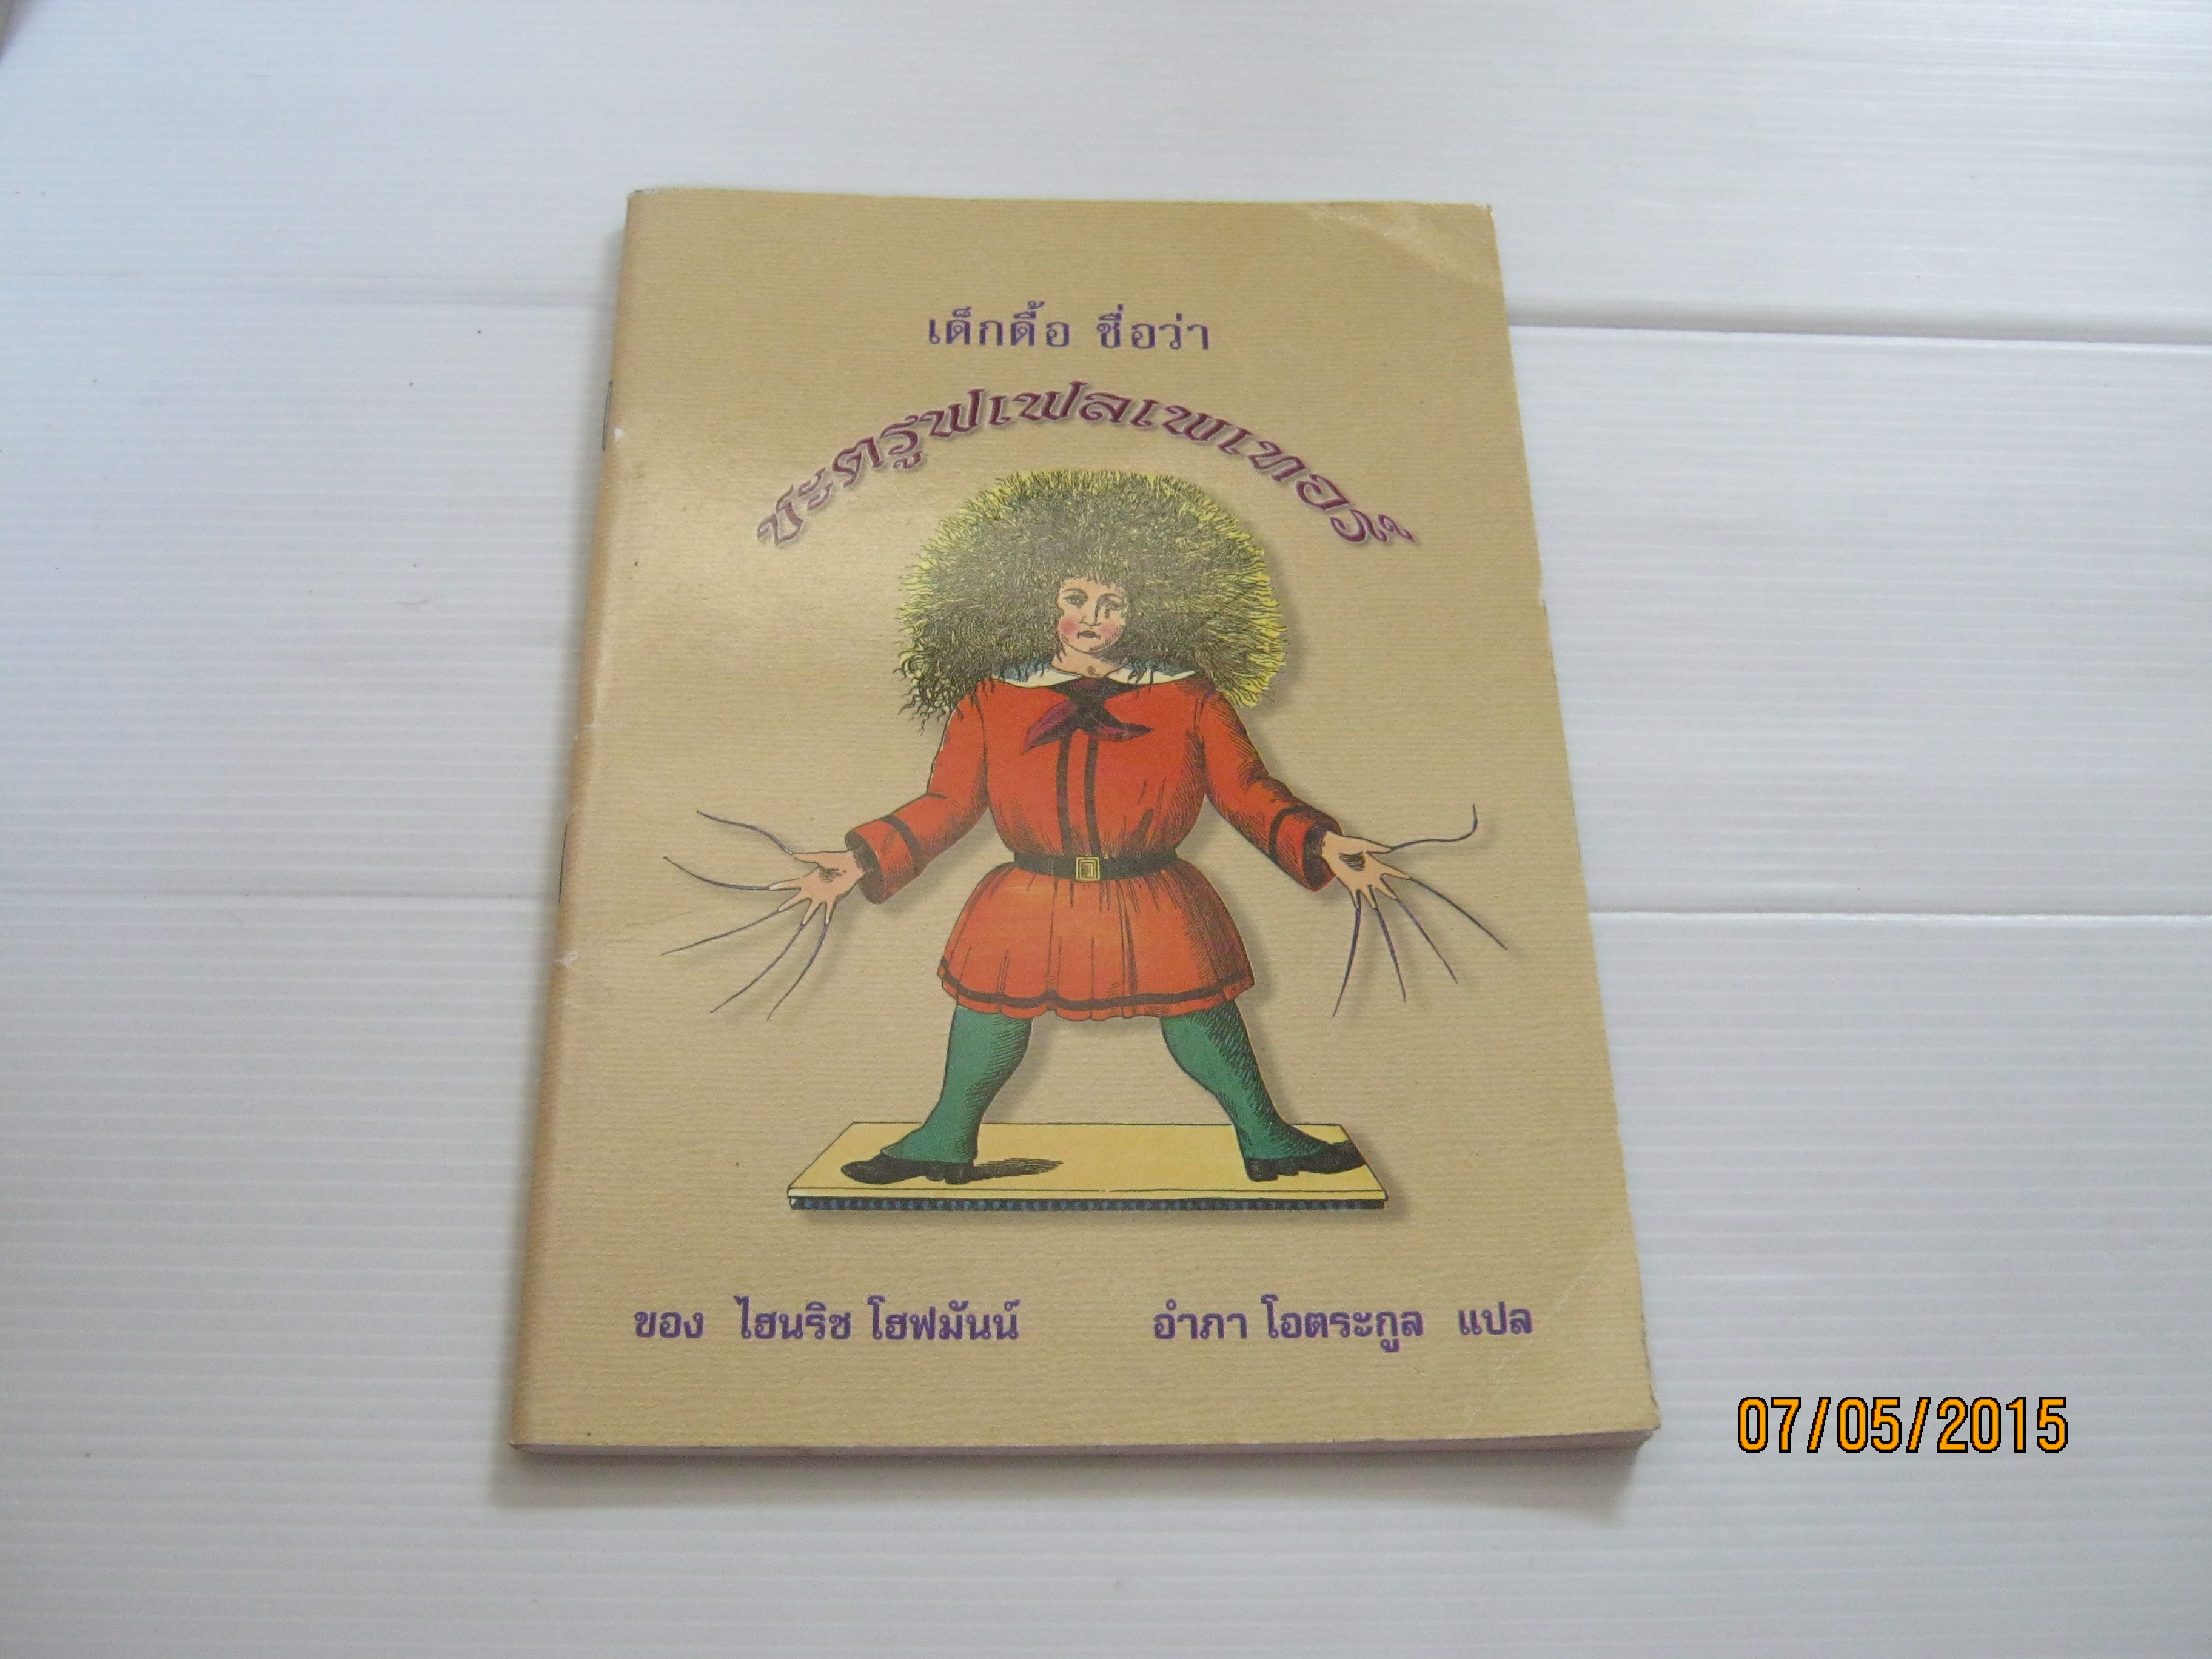 เด็กดื้อ ชื่อว่า
ชะตรูฟเฟลเพเทอร์
ของ ไฮนริช โฮฟมันน์
อำภา โอตระกูล แปล
07/05/2015